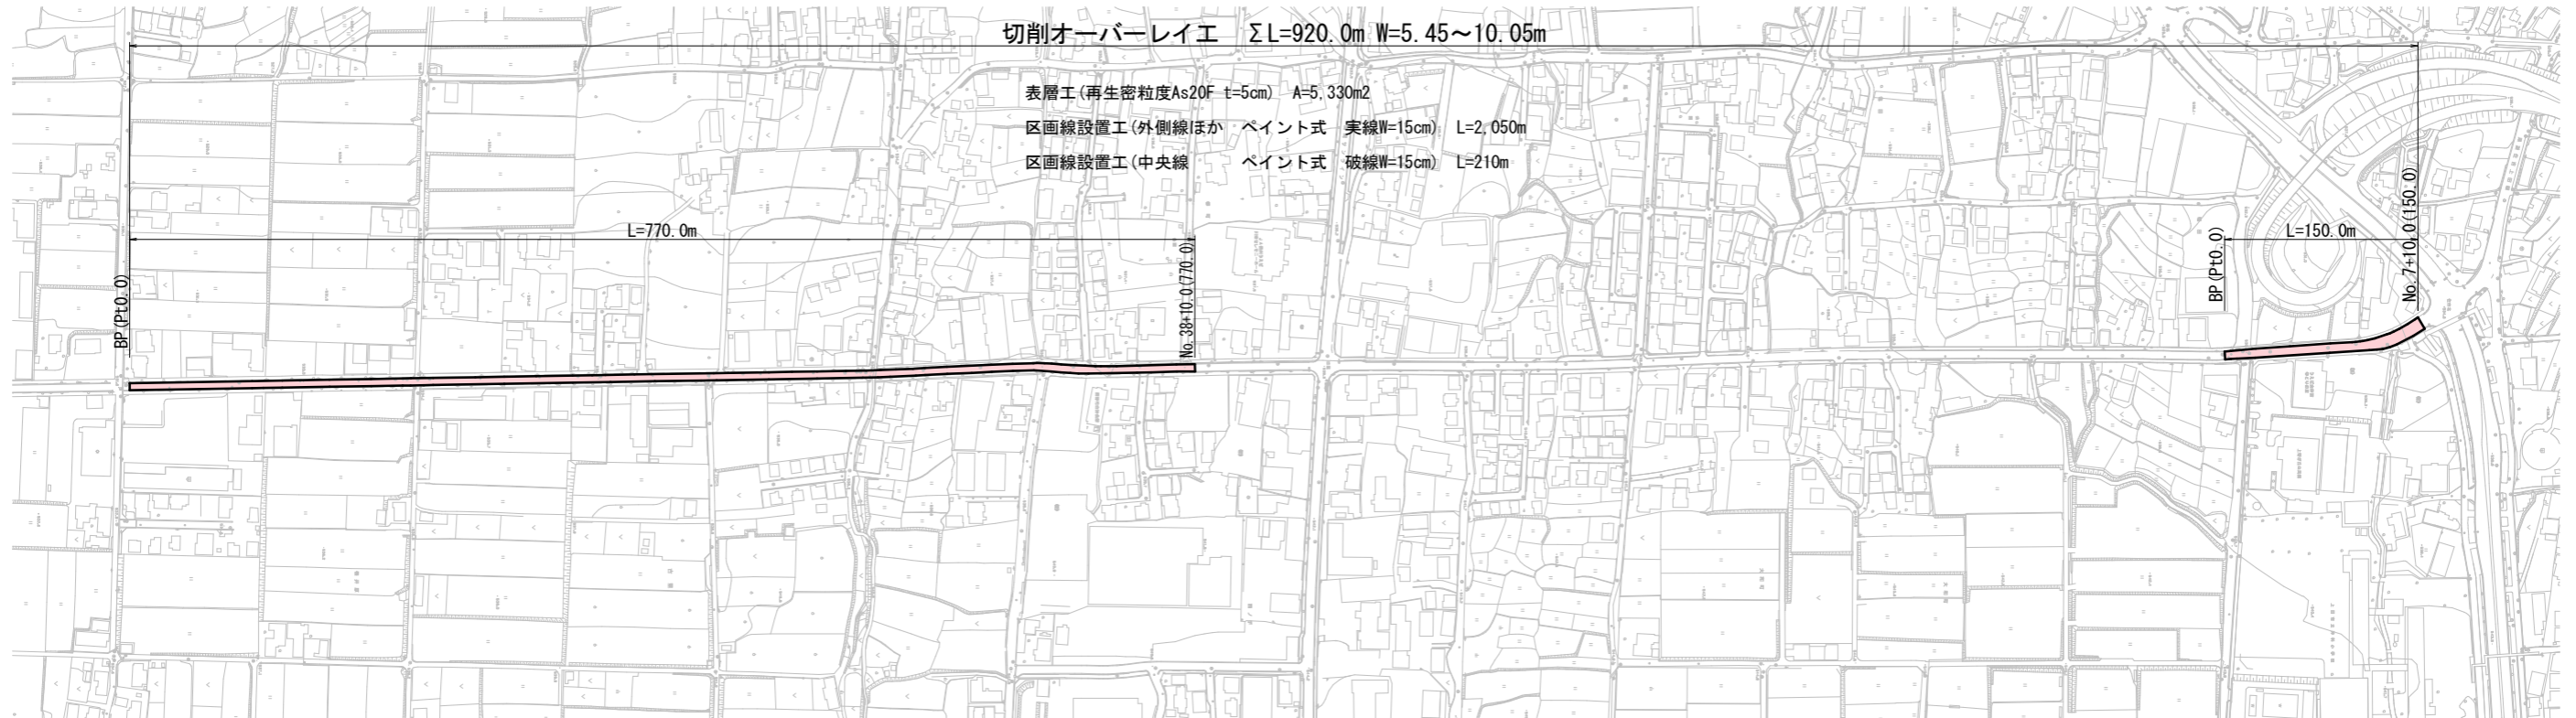 切削オーバーレイエ ΣL=920.0m W=5.45～10.05m
表層工(再生密粒度As20F t=5cm) A=5,330m2
区画線設置工(外側線ほか ペイント式 実線W=15cm) L=2,050m
区画線設置工(中央線 ペイント式 破線W=15cm) L=210m
L=770.0m
L=150.0m
BP(Pt0.0)
No.38+10.0(770.0)
BP(Pt0.0)
No.7+10.0(150.0)